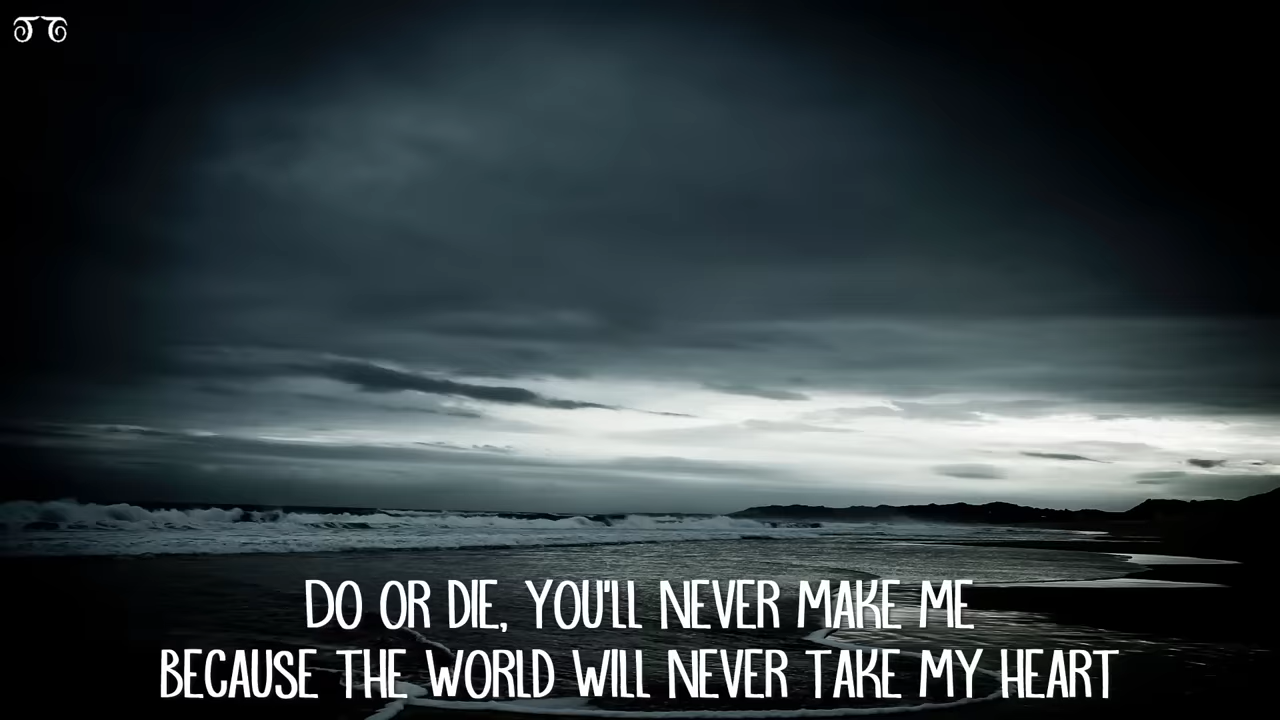 DO OR DIE, YOU'LL NEVER MAKE ME
BECAUSE THE WORLD WILL NEVER TAKE MY HEART